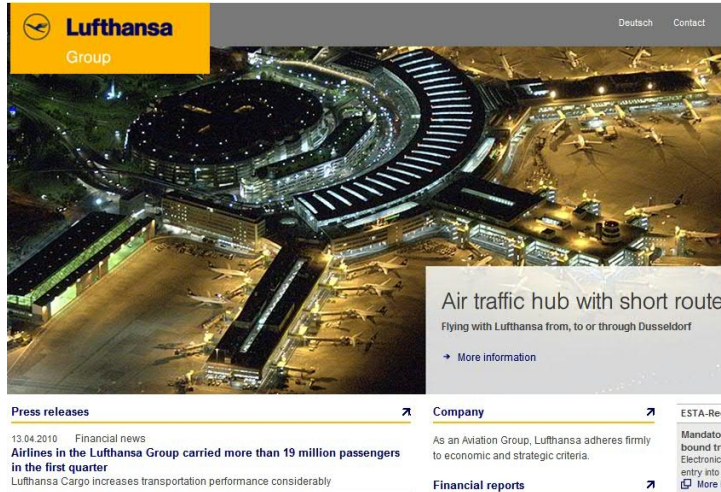 Lufthansa
Group
Deutsch Contact
Air traffic hub with short route
Flying with Lufthansa from, to or through Dusseldorf
More information
Press releases
13.04.2010 Financial news
Airlines in the Lufthansa Group carried more than 19 million passengers
in the first quarter
Lufthansa Cargo increases transportation performance considerably
Company
As an Aviation Group, Lufthansa adheres firmly
to economic and strategic criteria.
Financial reports
ESTA-Re
Mandato
bound tr
Electronic
entry into
More